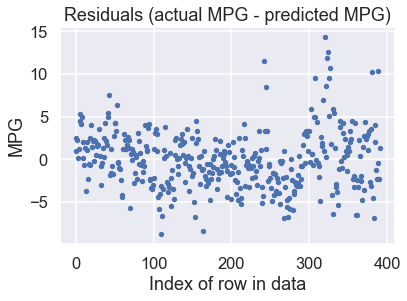 Residuals (actual MPG - predicted MPG)
15
10
5
0
−5
MPG
0 100 200 300 400
Index of row in data